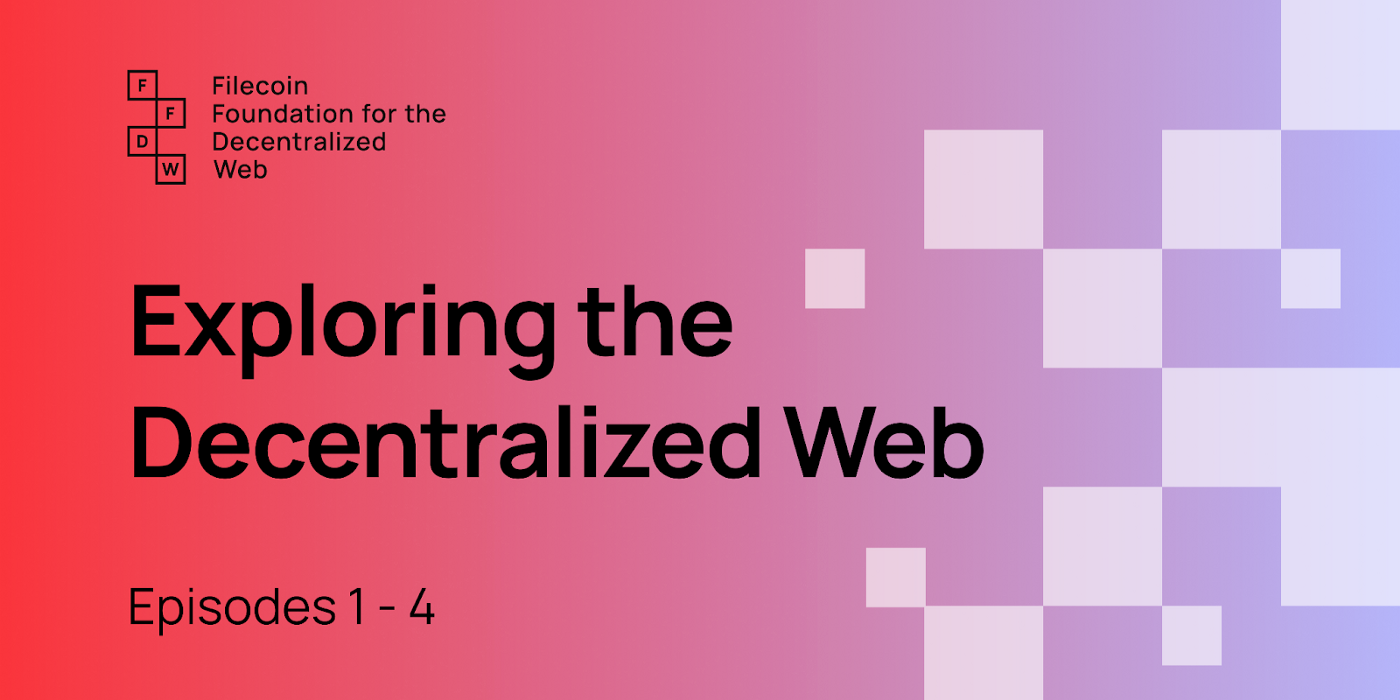 F
F
D
W
Filecoin
Foundation for the
Decentralized
Web
Exploring the
Decentralized Web
Episodes 1 - 4